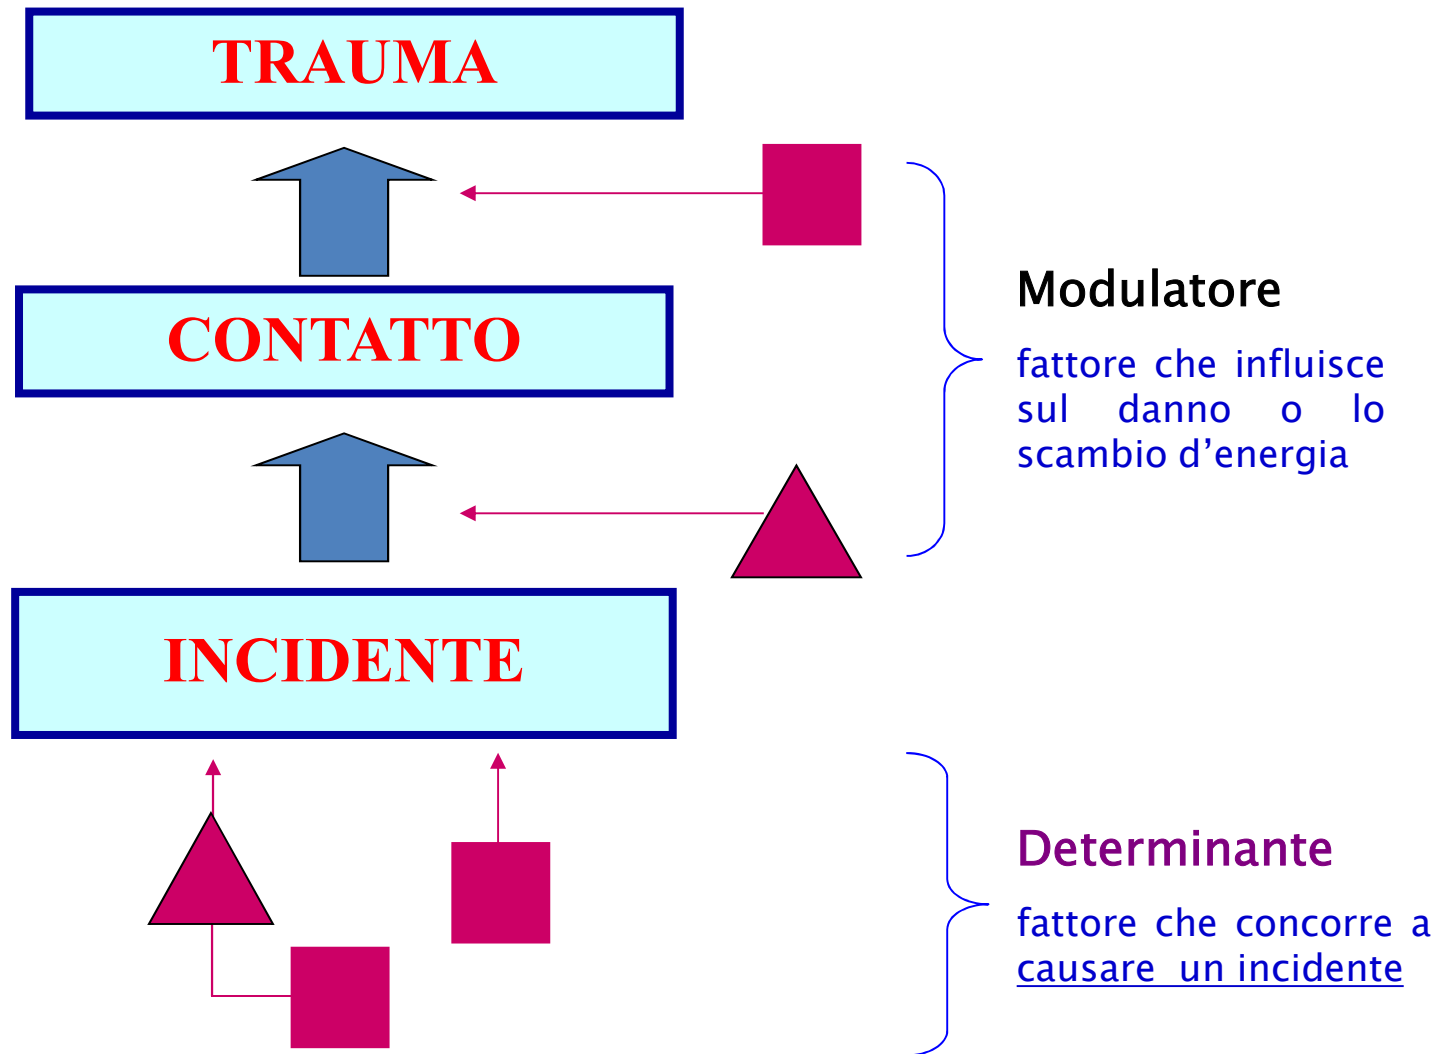 TRAUMA
CONTATTO
INCIDENTE
Modulatore
fattore che influisce
sul danno o lo
scambio d’energia
Determinante
fattore che concorre a
causare un incidente